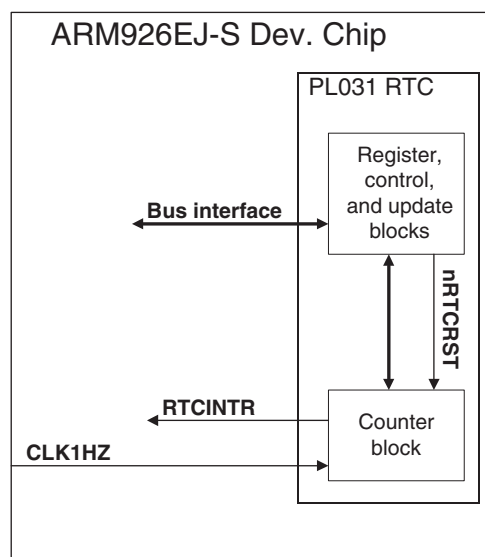 ARM926EJ-S Dev. Chip
PL031 RTC
Register,
control,
and update
blocks
Bus interface
nRTCRST
RTCINTR
Counter
block
CLK1HZ